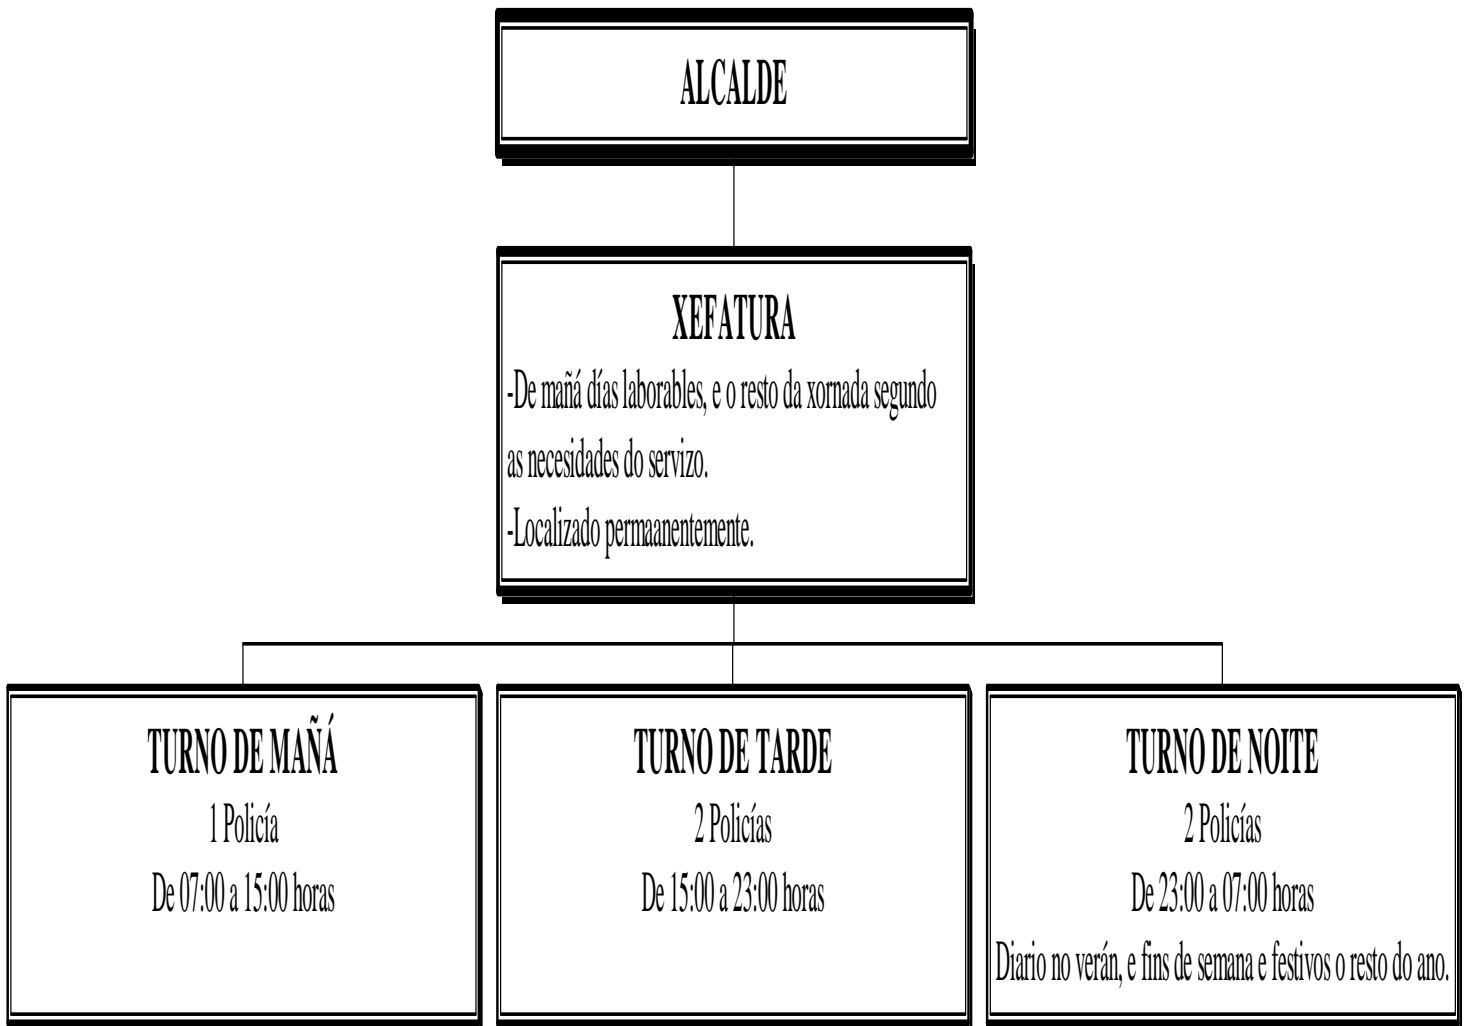 ALCALDE
XEFATURA
-De mañá días laborables, e o resto da xornada segundo
as necesidades do servizo.
-Localizado permaanentemente.
TURNO DE MAÑÁ
1 Policía
De 07:00 a 15:00 horas
TURNO DE TARDE
2 Policías
De 15:00 a 23:00 horas
TURNO DE NOITE
2 Policías
De 23:00 a 07:00 horas
Diario no verán, e fins de semana e festivos o resto do ano.